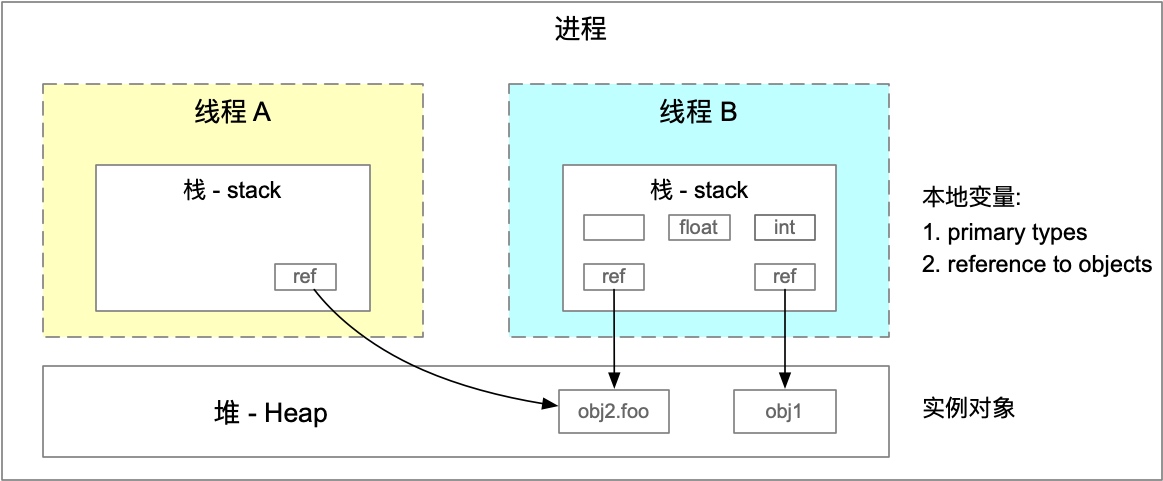 进程
线程 A
线程 B
栈 - stack
栈 - stack
float
int
ref
ref
ref
本地变量:
1. primary types
2. reference to objects
堆 - Heap
obj2.foo
obj1
实例对象